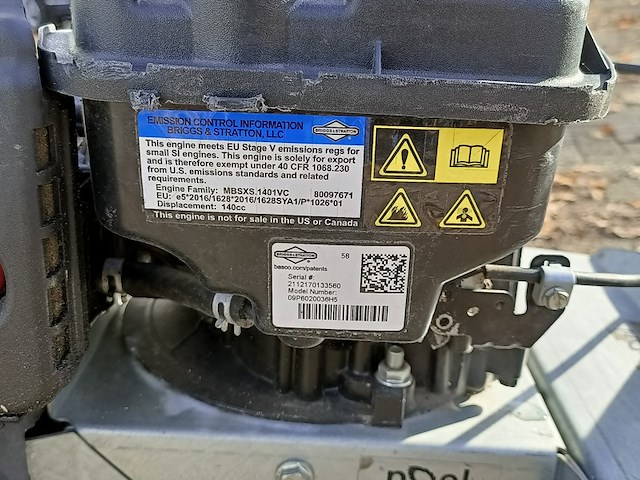 EMISSION CONTROL INFORMATION
BRIGGS & STRATTON, LLC
BRIGGS & STRATTON
This engine meets EU Stage V emissions regs for
small SI engines. This engine is solely for export
and is therefore exempt under 40 CFR 1068.230
from U.S. emissions standards and related
requirements.
Engine Family: MBSXS.1401VC 80097671
EU: e5*2016/1628*2016/1628SYA1/P*1026*01
Displacement: 140cc
This engine is not for sale in the US or Canada
BRIGGS & STRATTON
58
basco.com/patents
Serial #:
2112170133560
Model Number:
09P6020036H5